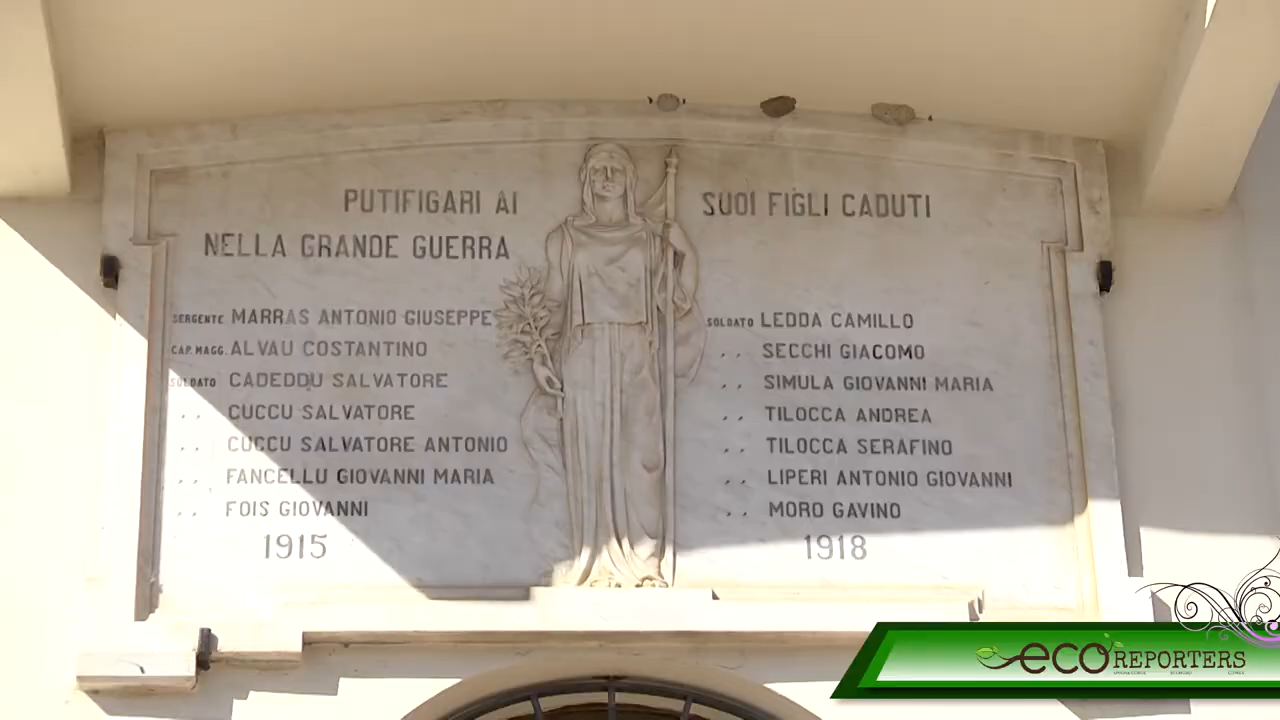 PUTIFIGARI AI SUOI FIGLI CADUTI
NELLA GRANDE GUERRA
SERGENTE MARRAS ANTONIO GIUSEPPE
CAP. MAGG. ALVAU COSTANTINO
SOLDATO CADEDDU SALVATORE
,, CUCCU SALVATORE
,, CUCCU SALVATORE ANTONIO
,, FANCELLU GIOVANNI MARIA
,, FOIS GIOVANNI
1915
SOLDATO LEDDA CAMILLO
,, SECCHI GIACOMO
,, SIMULA GIOVANNI MARIA
,, TILOCCA ANDREA
,, TILOCCA SERAFINO
,, LIPERI ANTONIO GIOVANNI
,, MORO GAVINO
1918
eco REPORTERS